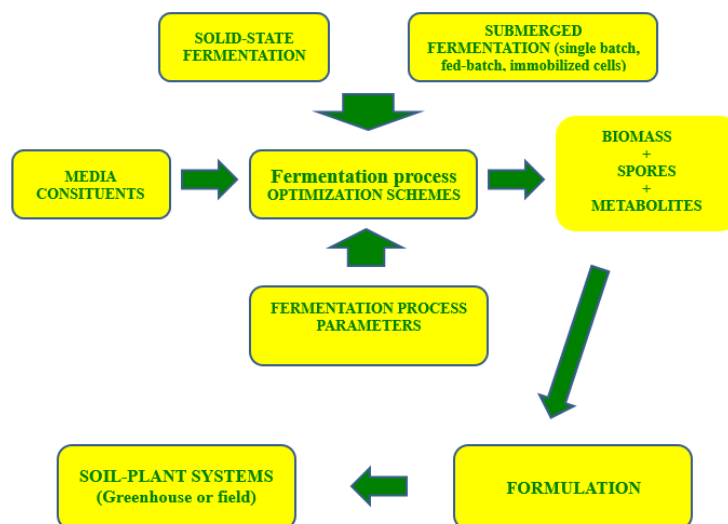 SOLID-STATE
FERMENTATION
SUBMERGED
FERMENTATION (single batch,
fed-batch, immobilized cells)
MEDIA
CONSITUENTS
Fermentation process
OPTIMIZATION SCHEMES
BIOMASS
+
SPORES
+
METABOLITES
FERMENTATION PROCESS
PARAMETERS
SOIL-PLANT SYSTEMS
(Greenhouse or field)
FORMULATION